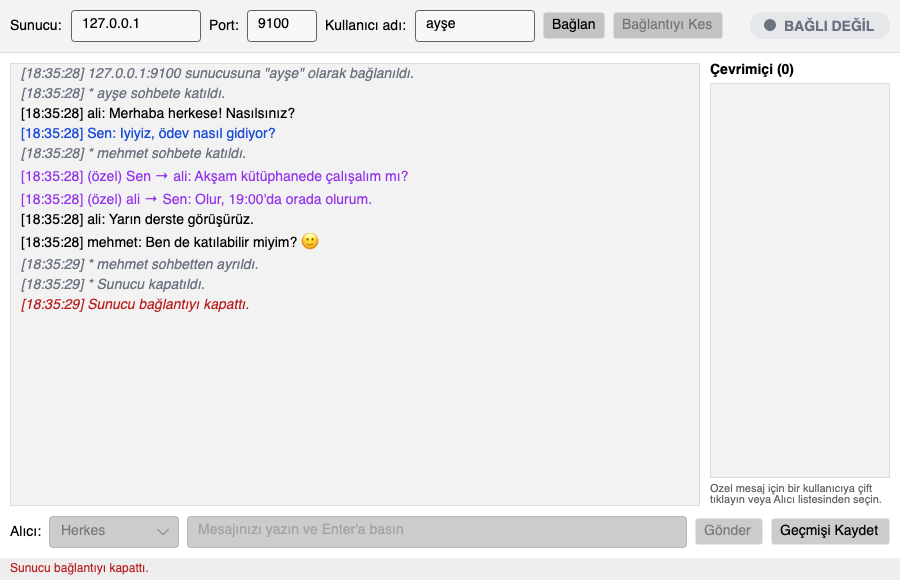 Sunucu: 127.0.0.1 Port: 9100 Kullanıcı adı: ayşe Bağlan Bağlantıyı Kes ● BAĞLI DEĞİL
[18:35:28] 127.0.0.1:9100 sunucusuna "ayşe" olarak bağlanıldı.
[18:35:28] * ayşe sohbete katıldı.
[18:35:28] ali: Merhaba herkese! Nasılsınız?
[18:35:28] Sen: Iyiyiz, ödev nasıl gidiyor?
[18:35:28] * mehmet sohbete katıldı.
[18:35:28] (özel) Sen → ali: Akşam kütüphanede çalışalım mı?
[18:35:28] (özel) ali → Sen: Olur, 19:00'da orada olurum.
[18:35:28] ali: Yarın derste görüşürüz.
[18:35:28] mehmet: Ben de katılabilir miyim? 🙂
[18:35:29] * mehmet sohbetten ayrıldı.
[18:35:29] * Sunucu kapatıldı.
[18:35:29] Sunucu bağlantıyı kapattı.
Çevrimiçi (0)
Ozel mesaj için bir kullanıcıya çift
tıklayın veya Alıcı listesinden seçin.
Alıcı: Herkes Mesajınızı yazın ve Enter'a basın Gönder Geçmişi Kaydet
Sunucu bağlantıyı kapattı.